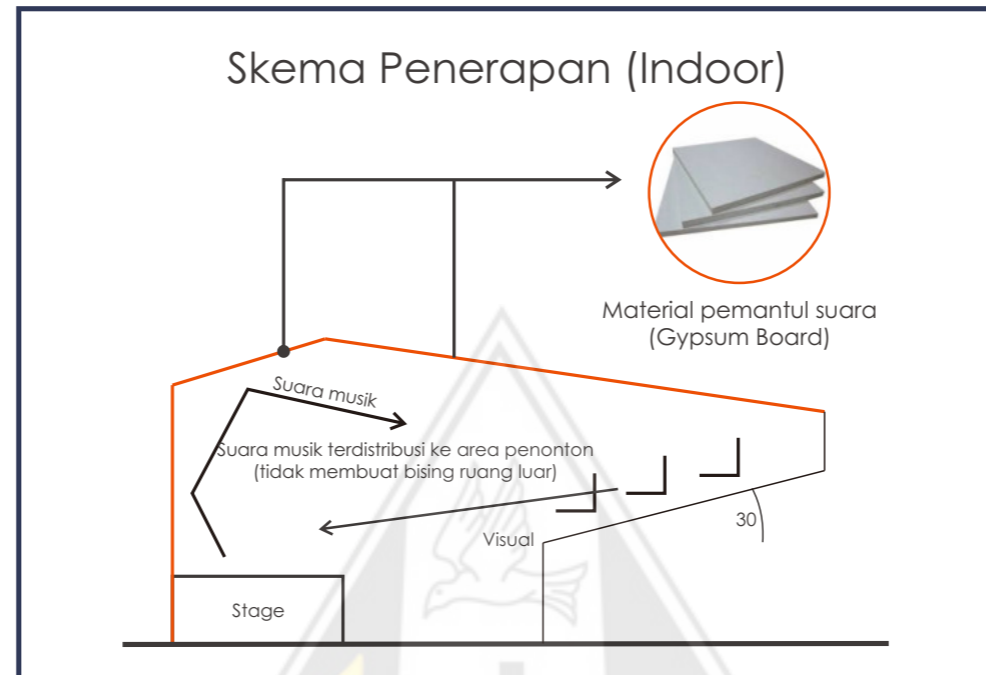 Skema Penerapan (Indoor)
Material pemantul suara
(Gypsum Board)
Suara musik
Suara musik terdistribusi ke area penonton
(tidak membuat bising ruang luar)
Visual
30
Stage